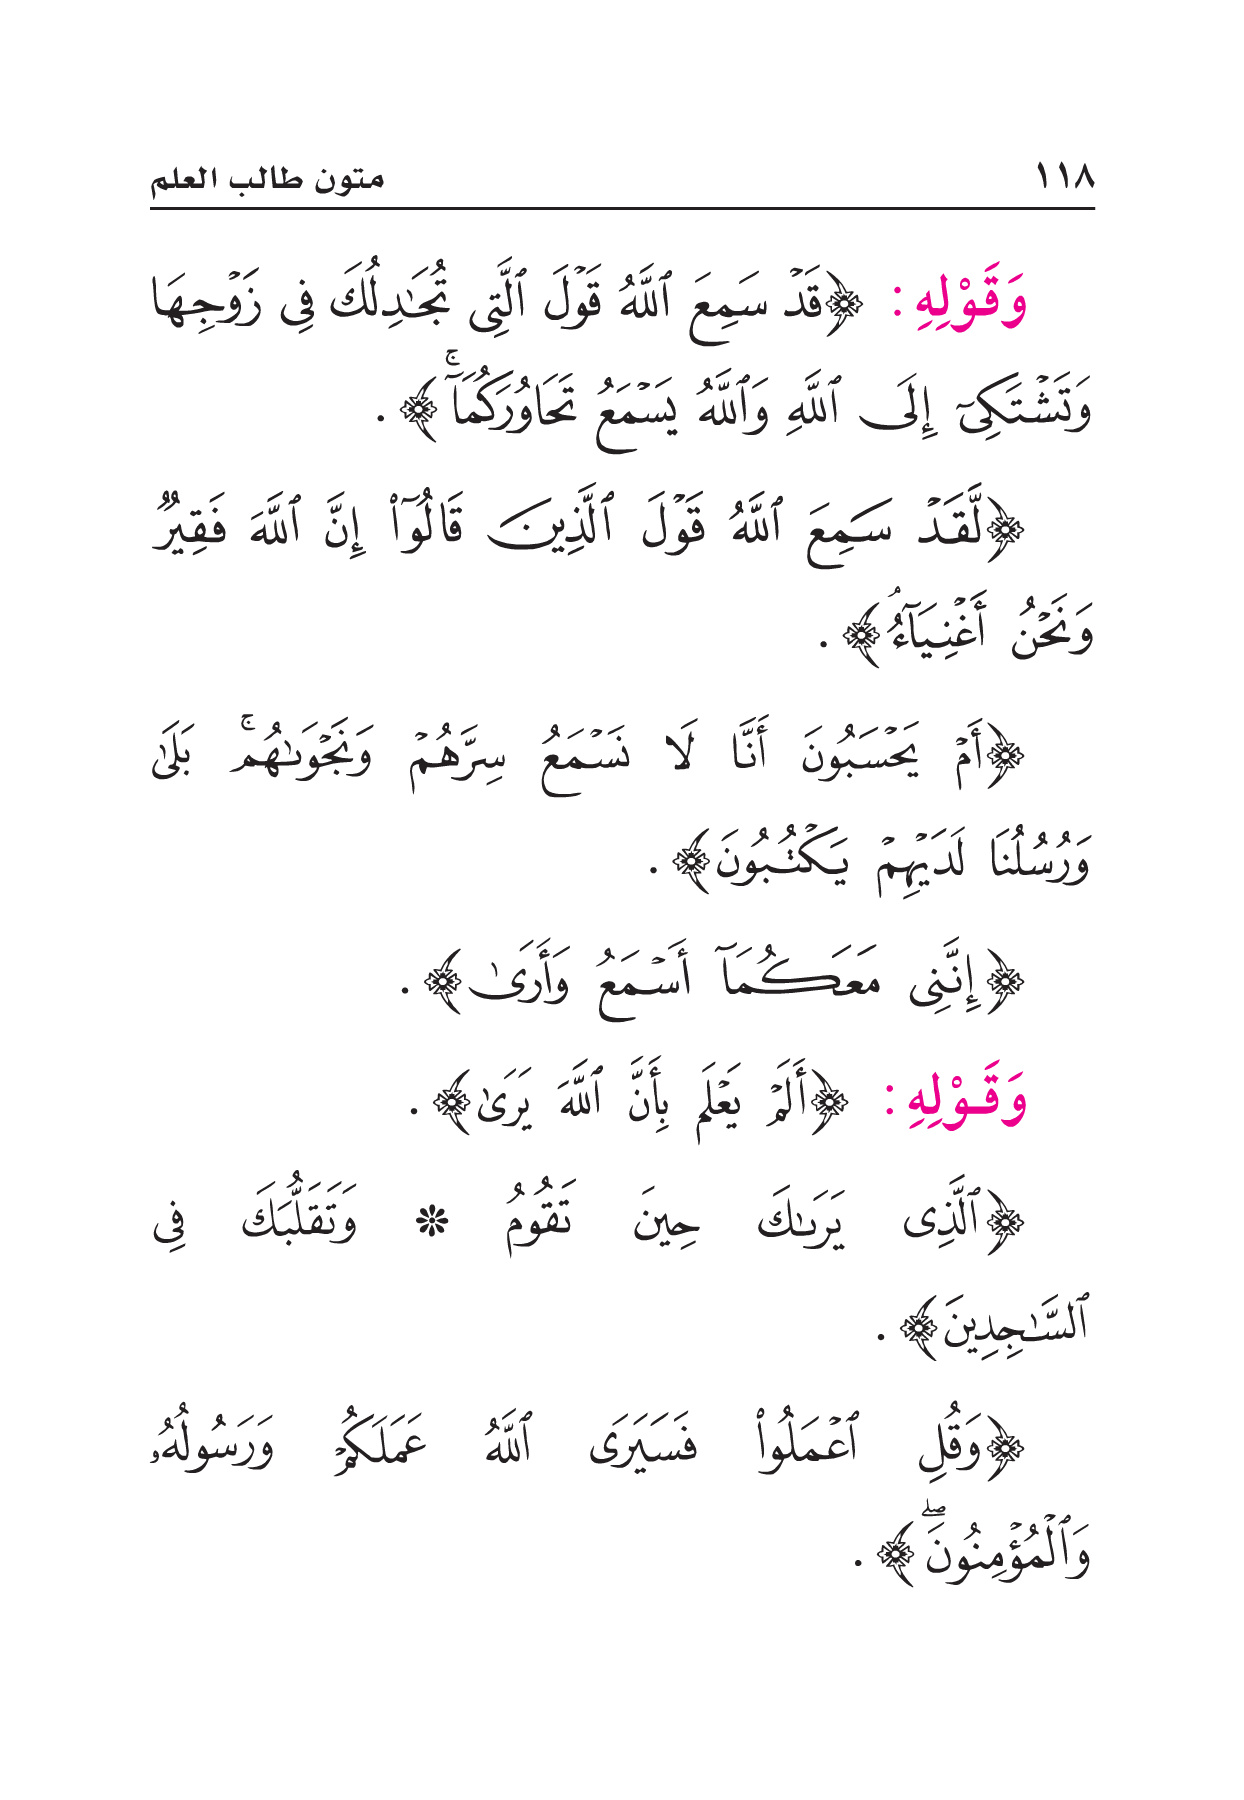 ١١٨ متون طالب العلم
وَقَوْلِهِ: ﴿قَدْ سَمِعَ ٱللَّهُ قَوْلَ ٱلَّتِى تُجَٰدِلُكَ فِى زَوْجِهَا
وَتَشْتَكِىٓ إِلَى ٱللَّهِ وَٱللَّهُ يَسْمَعُ تَحَاوُرَكُمَآۚ﴾.
﴿لَّقَدْ سَمِعَ ٱللَّهُ قَوْلَ ٱلَّذِينَ قَالُوٓا۟ إِنَّ ٱللَّهَ فَقِيرٌ
وَنَحْنُ أَغْنِيَآءُۘ﴾.
﴿أَمْ يَحْسَبُونَ أَنَّا لَا نَسْمَعُ سِرَّهُمْ وَنَجْوَىٰهُمۚ بَلَىٰ
وَرُسُلُنَا لَدَيْهِمْ يَكْتُبُونَ﴾.
﴿إِنَّنِى مَعَكُمَآ أَسْمَعُ وَأَرَىٰ﴾.
وَقَوْلِهِ: ﴿أَلَمْ يَعْلَم بِأَنَّ ٱللَّهَ يَرَىٰ﴾.
﴿ٱلَّذِى يَرَىٰكَ حِينَ تَقُومُ ❇ وَتَقَلُّبَكَ فِى
ٱلسَّٰجِدِينَ﴾.
﴿وَقُلِ ٱعْمَلُوا۟ فَسَيَرَى ٱللَّهُ عَمَلَكُمْ وَرَسُولُهُۥ
وَٱلْمُؤْمِنُونَۖ﴾.